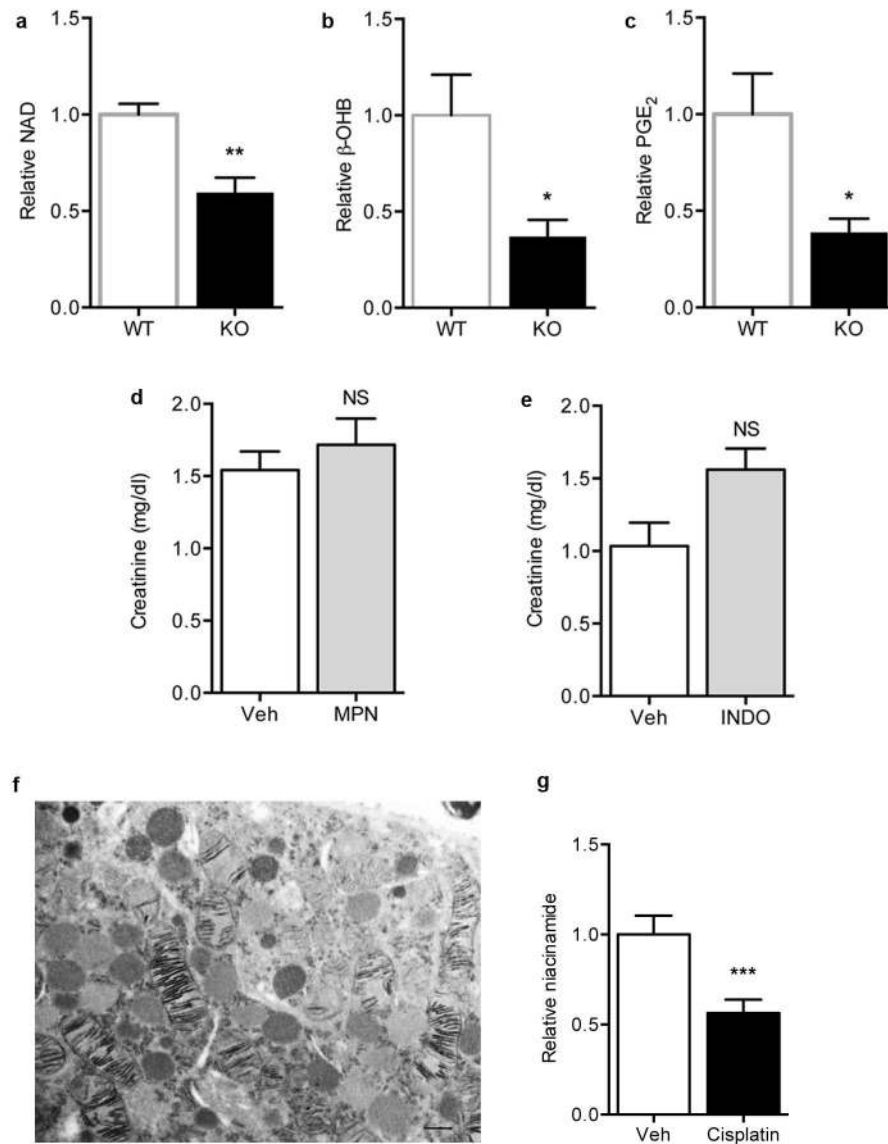 a
1.5
1.0
0.5
0.0
Relative NAD
**
WT
KO
b
1.5
1.0
0.5
0.0
Relative β-OHB
*
WT
KO
c
1.5
1.0
0.5
0.0
Relative PGE2
*
WT
KO
d
2.0
1.5
1.0
0.5
0.0
Creatinine (mg/dl)
NS
Veh
MPN
e
2.0
1.5
1.0
0.5
0.0
Creatinine (mg/dl)
NS
Veh
INDO
f
g
1.5
1.0
0.5
0.0
Relative niacinamide
***
Veh
Cisplatin